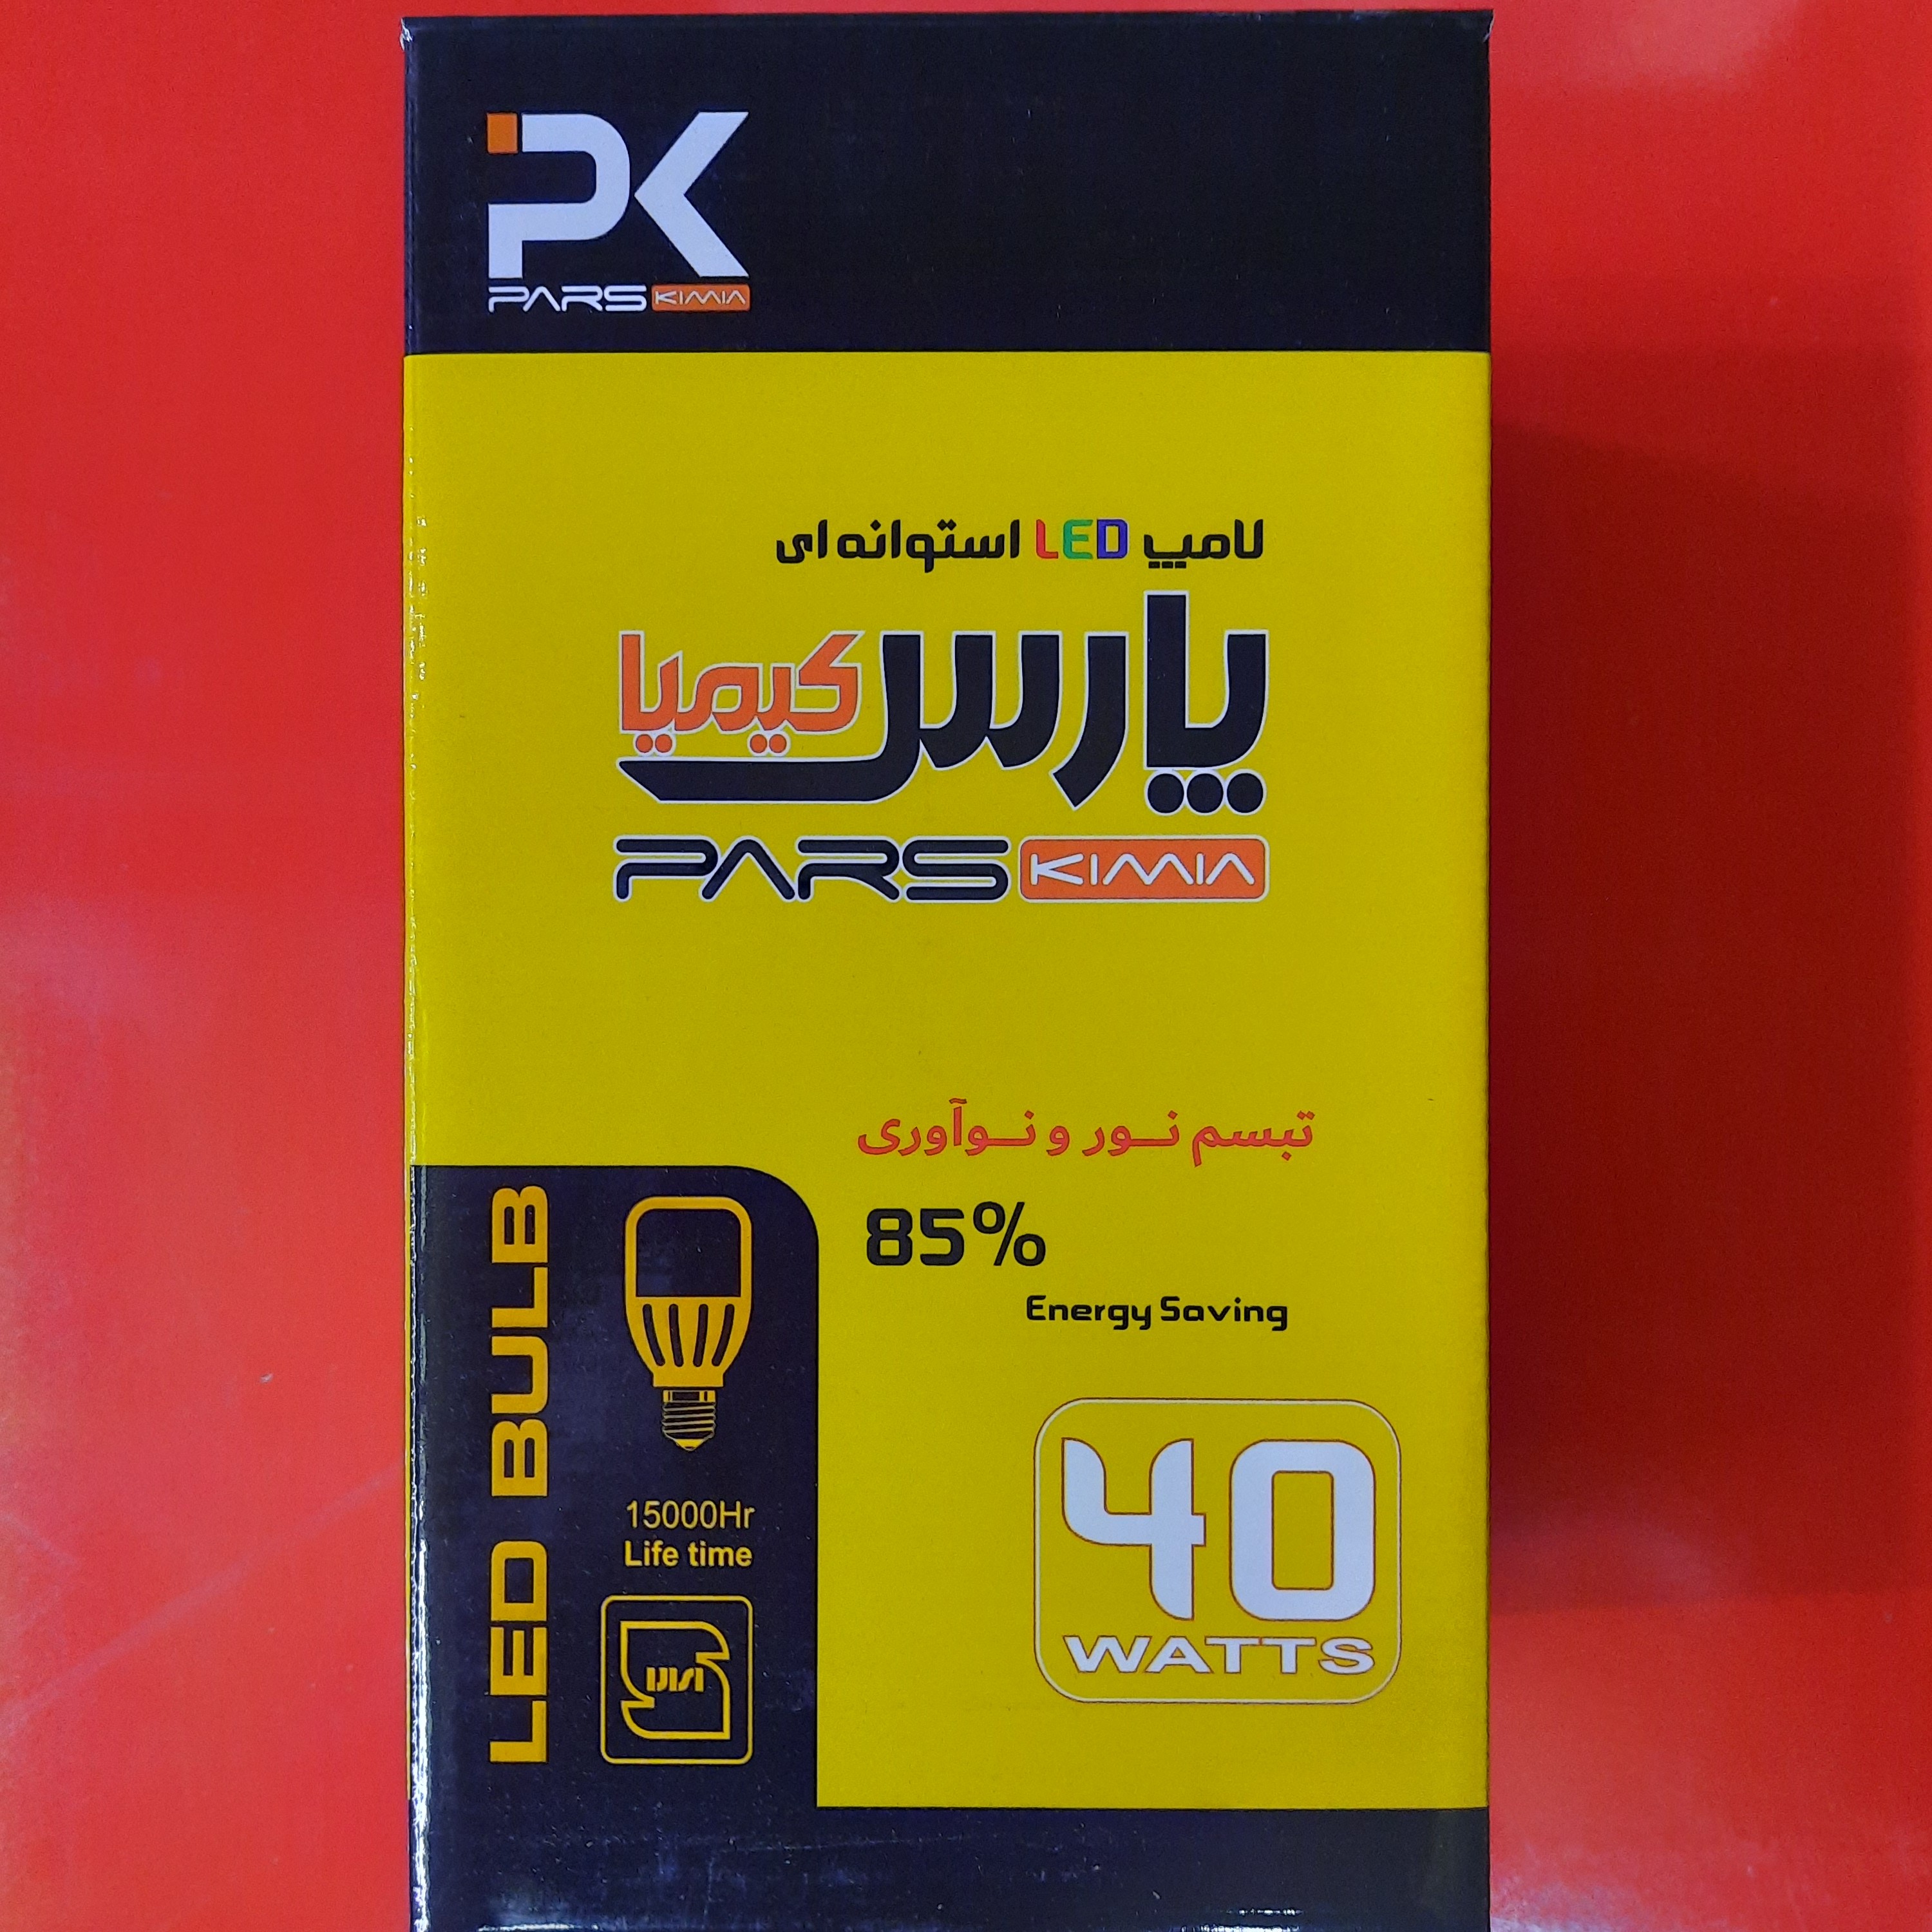 PK
PARS KIMIA
لامپ LED استوانه ای
پارس کیمیا
PARS KIMIA
تبسم نور و نوآوری
85%
Energy Saving
LED BULB
15000Hr
Life time
40
WATTS